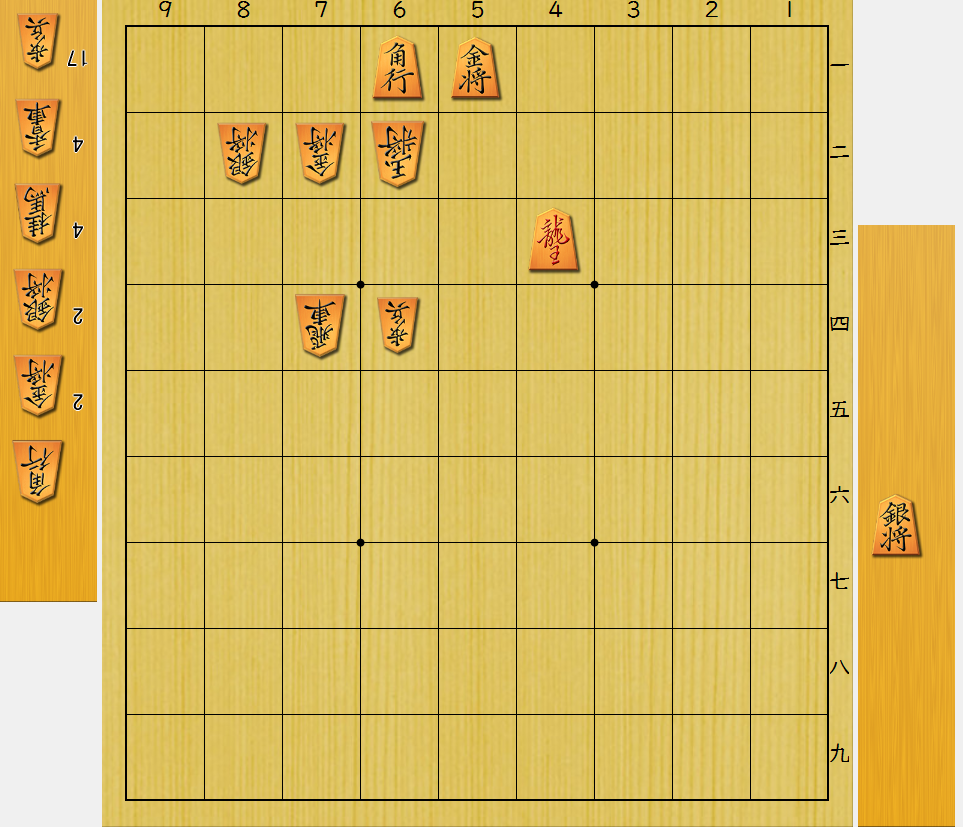 9 8 7 6 5 4 3 2 1
一
二
三
四
五
六
七
八
九
角行
金将
銀将
金将
玉将
龍王
飛車
歩兵
歩兵 17
香車 4
桂馬 4
銀将 2
金将 2
角行
銀将